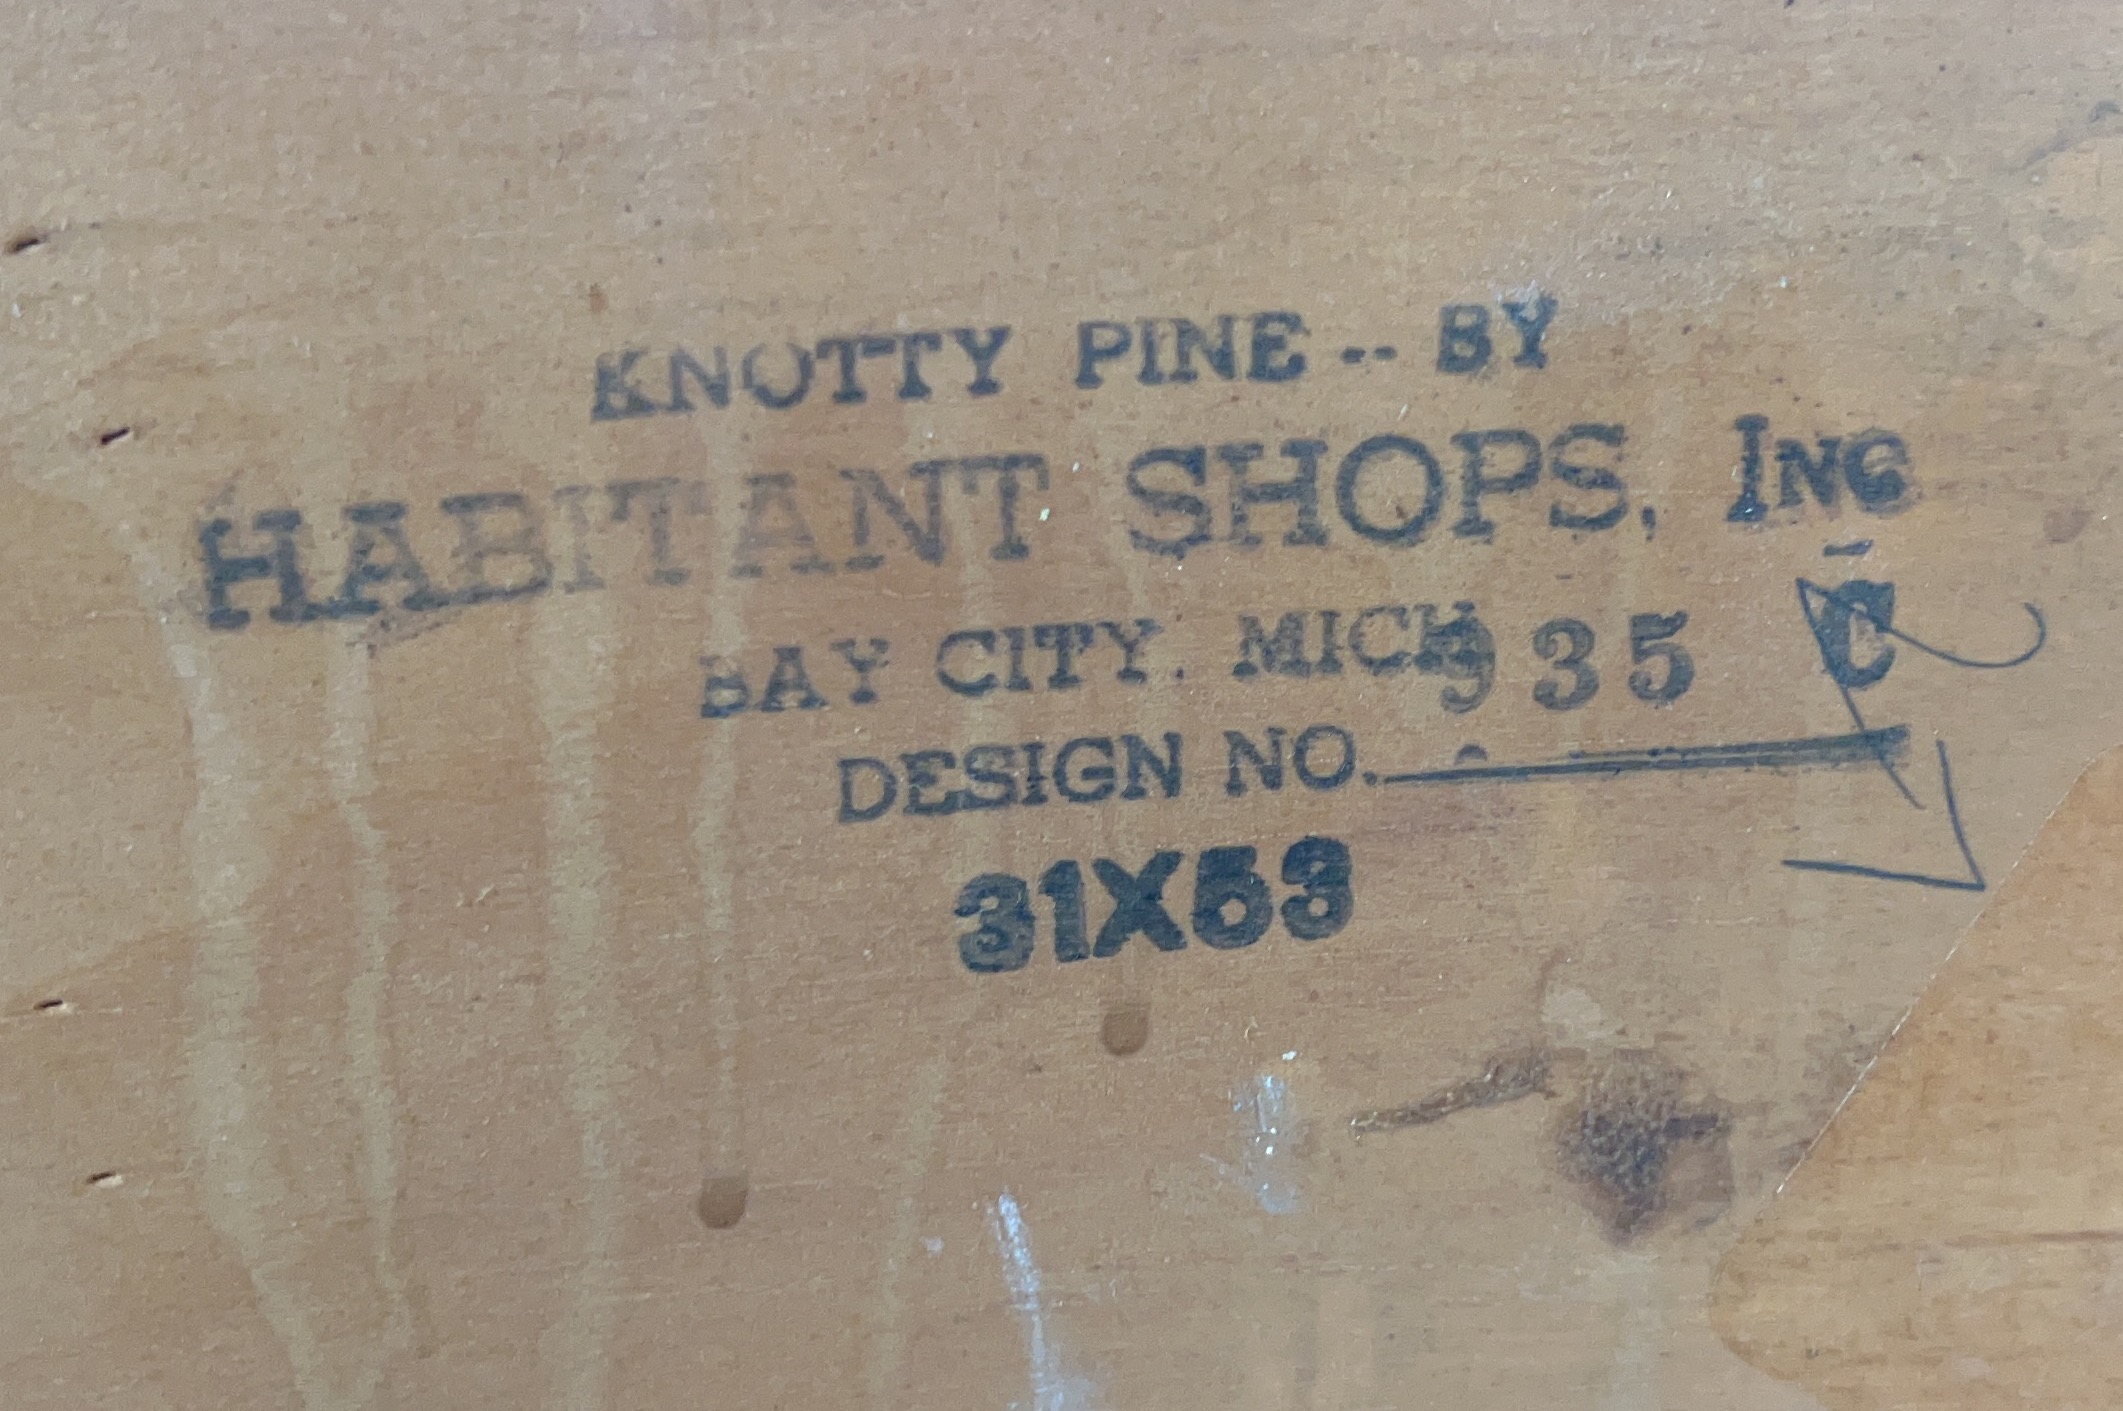 KNOTTY PINE -- BY
HABITANT SHOPS, INC
BAY CITY, MICH
DESIGN NO. 935 C
31X53